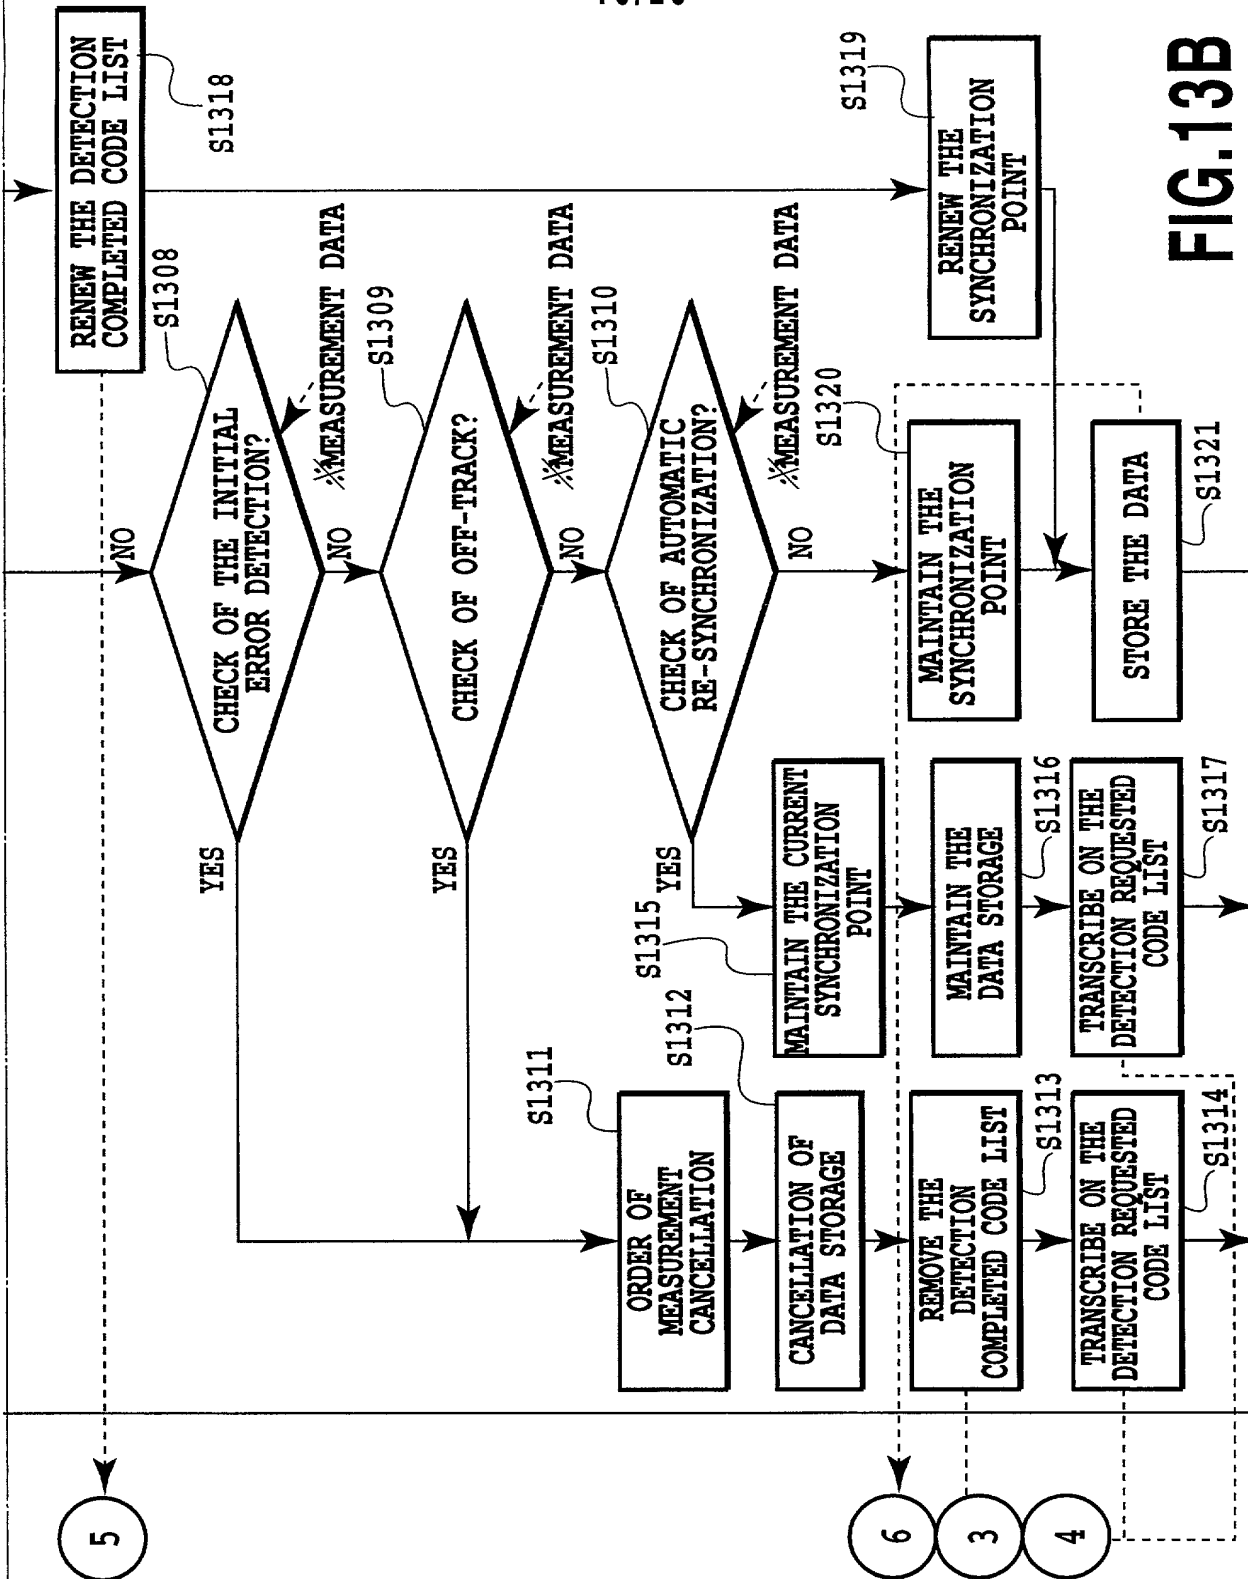 5
RENEW THE DETECTION
COMPLETED CODE LIST
S1318
NO
S1308
CHECK OF THE INITIAL
ERROR DETECTION?
YES
※MEASUREMENT DATA
NO
S1309
CHECK OF OFF-TRACK?
YES
※MEASUREMENT DATA
NO
S1310
CHECK OF AUTOMATIC
RE-SYNCHRONIZATION?
YES
※MEASUREMENT DATA
NO
S1311
ORDER OF
MEASUREMENT
CANCELLATION
S1312
CANCELLATION OF
DATA STORAGE
S1315
MAINTAIN THE CURRENT
SYNCHRONIZATION
POINT
S1320
S1319
6
3
4
REMOVE THE
DETECTION
COMPLETED CODE LIST
S1313
MAINTAIN THE
DATA STORAGE
S1316
MAINTAIN THE
SYNCHRONIZATION
POINT
RENEW THE
SYNCHRONIZATION
POINT
TRANSCRIBE ON THE
DETECTION REQUESTED
CODE LIST
S1314
TRANSCRIBE ON THE
DETECTION REQUESTED
CODE LIST
S1317
STORE THE DATA
S1321
FIG.13B